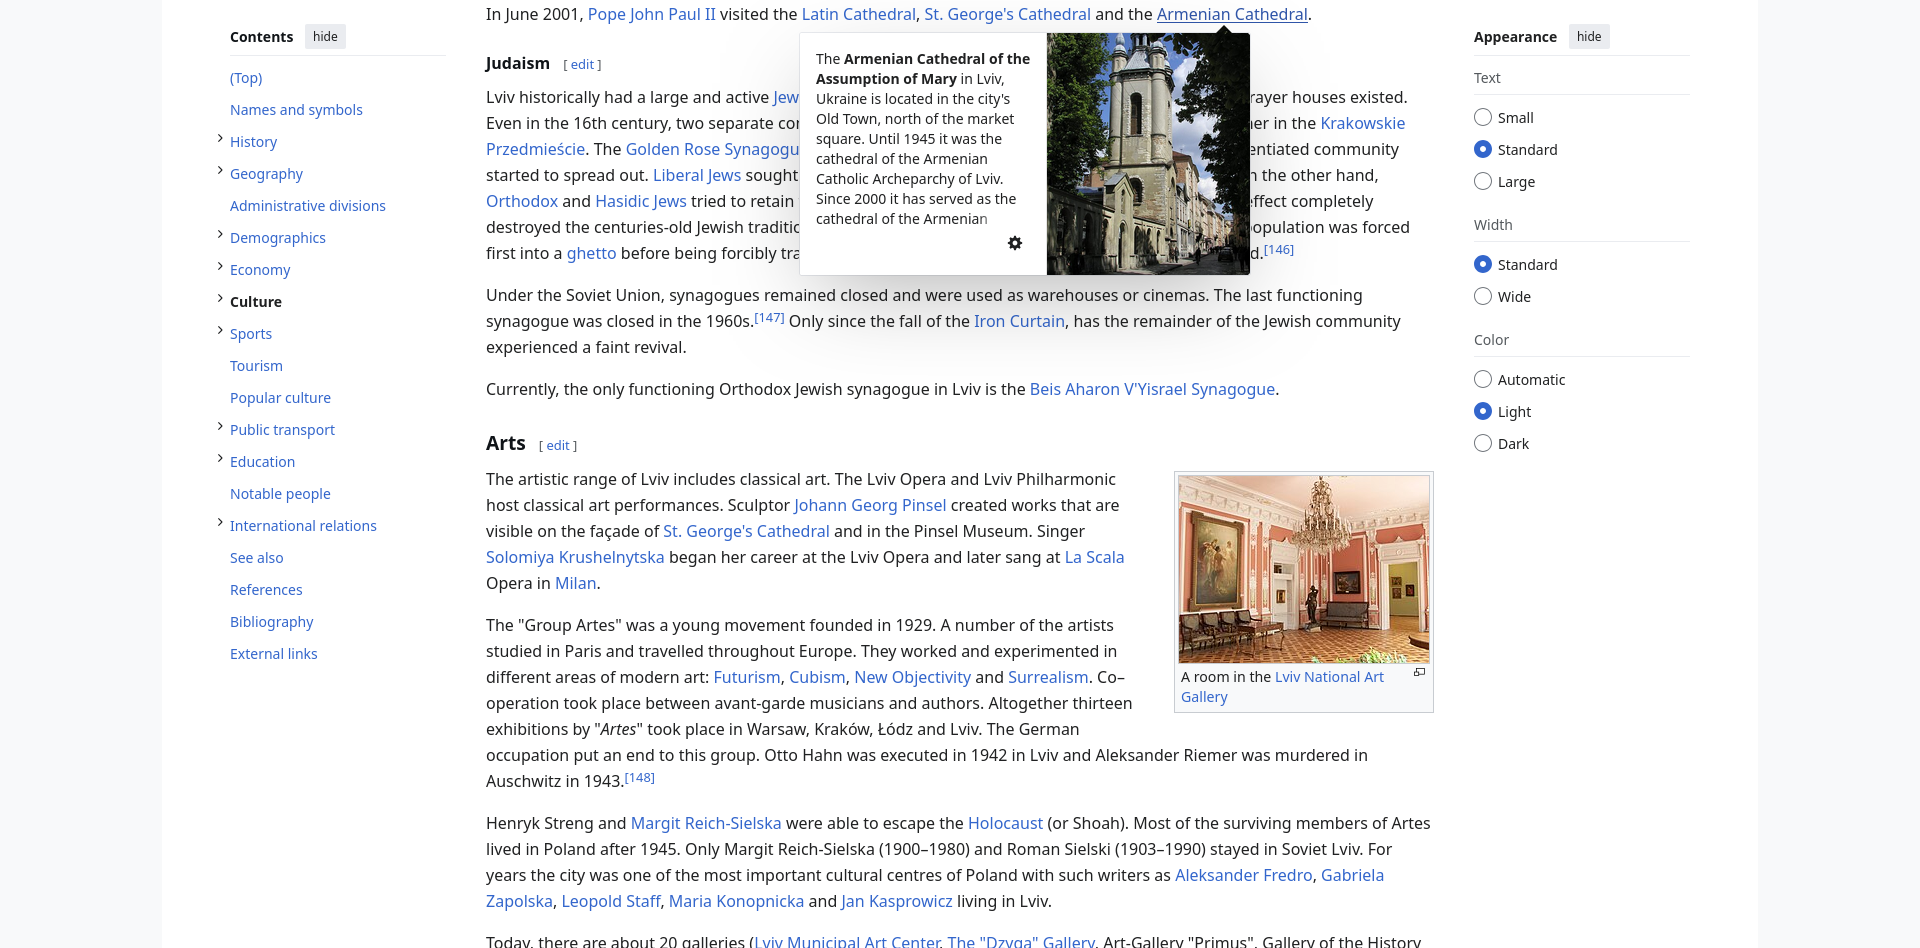 In June 2001, Pope John Paul II visited the Latin Cathedral, St. George's Cathedral and the Armenian Cathedral.
Contents hide
(Top)
Names and symbols
History
Geography
Administrative divisions
Demographics
Economy
Culture
Sports
Tourism
Popular culture
Public transport
Education
Notable people
International relations
See also
References
Bibliography
External links
Judaism [ edit ]
Lviv historically had a large and active Jew
rayer houses existed.
Even in the 16th century, two separate
in the Krakowskie
Przedmieście. The Golden Rose
community
started to spread out. Liberal Jews sought
the other hand,
Orthodox and Hasidic Jews tried to retain
completely
destroyed the centuries-old Jewish
population was forced
first into a ghetto before being forcibly
d.[146]
The Armenian Cathedral of the
Assumption of Mary in Lviv,
Ukraine is located in the city's
Old Town, north of the market
square. Until 1945 it was the
cathedral of the Armenian
Catholic Archeparchy of Lviv.
Since 2000 it has served as the
cathedral of the Armenian
Under the Soviet Union, synagogues remained closed and were used as warehouses or cinemas. The last functioning
synagogue was closed in the 1960s.[147] Only since the fall of the Iron Curtain, has the remainder of the Jewish community
experienced a faint revival.
Currently, the only functioning Orthodox Jewish synagogue in Lviv is the Beis Aharon V'Yisrael Synagogue.
Arts [ edit ]
The artistic range of Lviv includes classical art. The Lviv Opera and Lviv Philharmonic
host classical art performances. Sculptor Johann Georg Pinsel created works that are
visible on the façade of St. George's Cathedral and in the Pinsel Museum. Singer
Solomiya Krushelnytska began her career at the Lviv Opera and later sang at La Scala
Opera in Milan.
A room in the Lviv National Art
Gallery
The "Group Artes" was a young movement founded in 1929. A number of the artists
studied in Paris and travelled throughout Europe. They worked and experimented in
different areas of modern art: Futurism, Cubism, New Objectivity and Surrealism. Co–
operation took place between avant-garde musicians and authors. Altogether thirteen
exhibitions by "Artes" took place in Warsaw, Kraków, Łódz and Lviv. The German
occupation put an end to this group. Otto Hahn was executed in 1942 in Lviv and Aleksander Riemer was murdered in
Auschwitz in 1943.[148]
Henryk Streng and Margit Reich-Sielska were able to escape the Holocaust (or Shoah). Most of the surviving members of Artes
lived in Poland after 1945. Only Margit Reich-Sielska (1900–1980) and Roman Sielski (1903–1990) stayed in Soviet Lviv. For
years the city was one of the most important cultural centres of Poland with such writers as Aleksander Fredro, Gabriela
Zapolska, Leopold Staff, Maria Konopnicka and Jan Kasprowicz living in Lviv.
Today, there are about 20 galleries (Lviv Municipal Art Center, The "Dzyga" Gallery, Art-Gallery "Primus", Gallery of the History
Appearance hide
Text
Small
Standard
Large
Width
Standard
Wide
Color
Automatic
Light
Dark